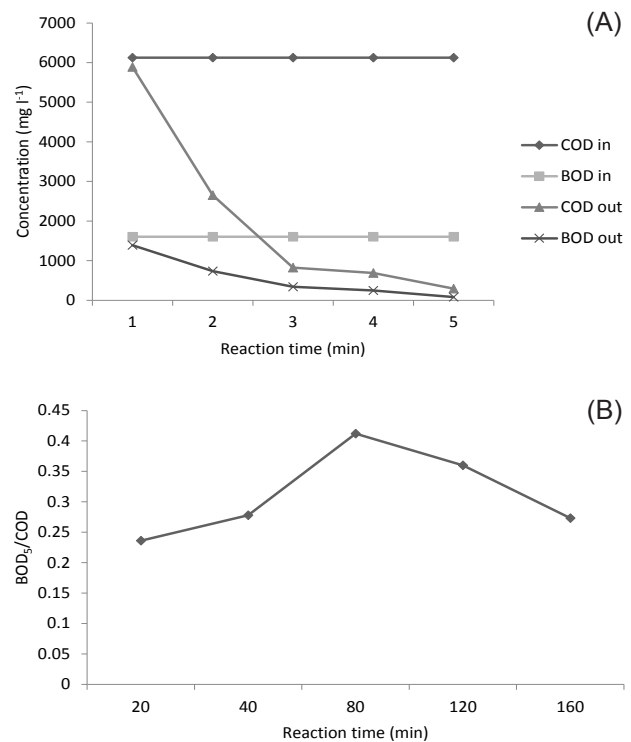 (A)
7000
6000
5000
4000
3000
2000
1000
0
Concentration (mg l-1)
1 2 3 4 5
Reaction time (min)
COD in
BOD in
COD out
BOD out
(B)
0.45
0.4
0.35
0.3
0.25
0.2
0.15
0.1
0.05
0
BOD5/COD
20 40 80 120 160
Reaction time (min)